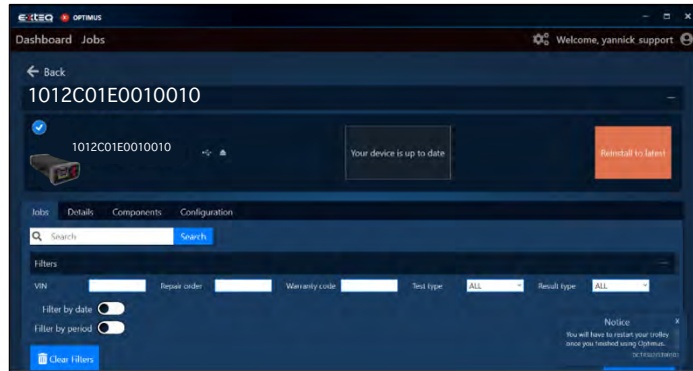 EXTEQ OPTIMUS
Dashboard Jobs Welcome, yannick support
Back
1012C01E0010010
1012C01E0010010 Your device is up to date Reinstall to latest
Jobs Details Components Configuration
Search Search
Filters
VIN Repair order Warranty code Test type ALL Result type ALL
Filter by date
Filter by period
Notice
You will have to restart your trolley
once you finished using Optimus.
Clear Filters